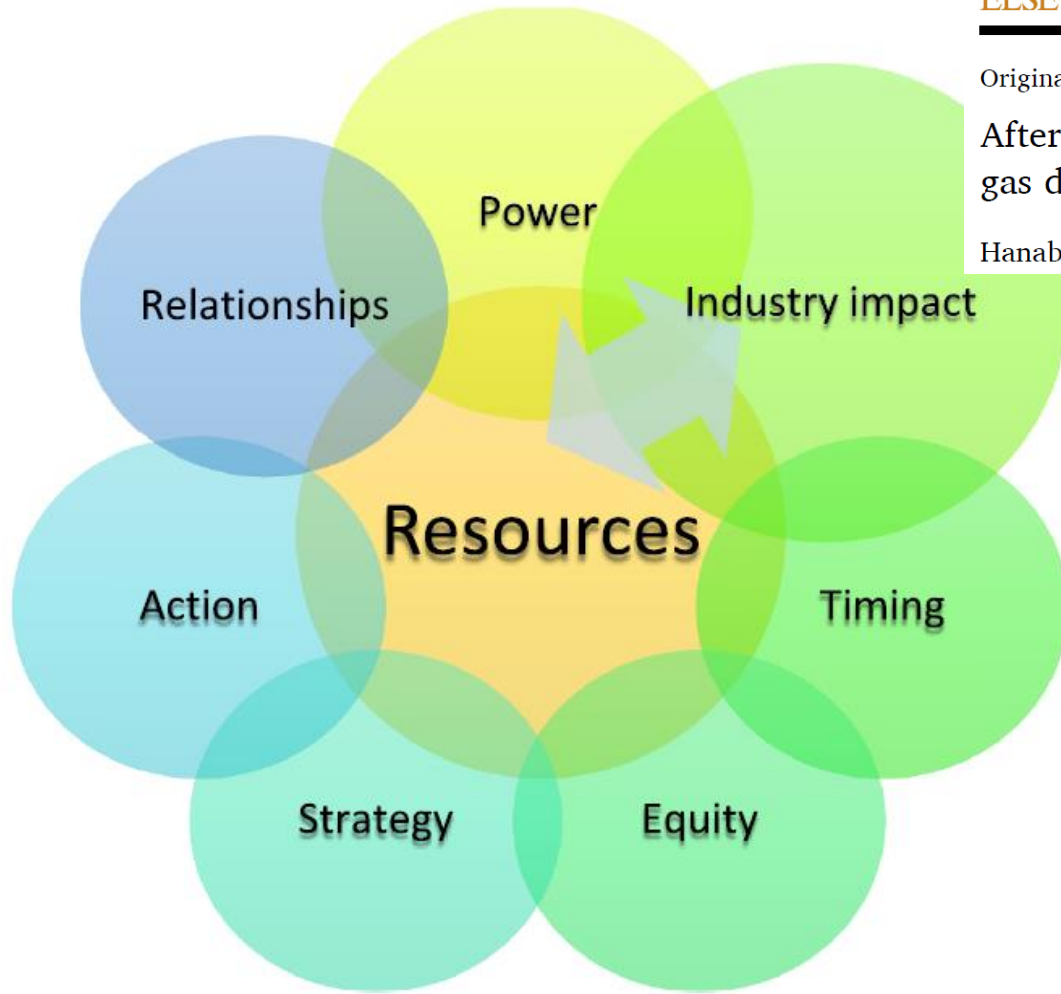 Origina
After
gas d
Hanab
Power
Relationships
Industry impact
Resources
Action
Timing
Strategy
Equity